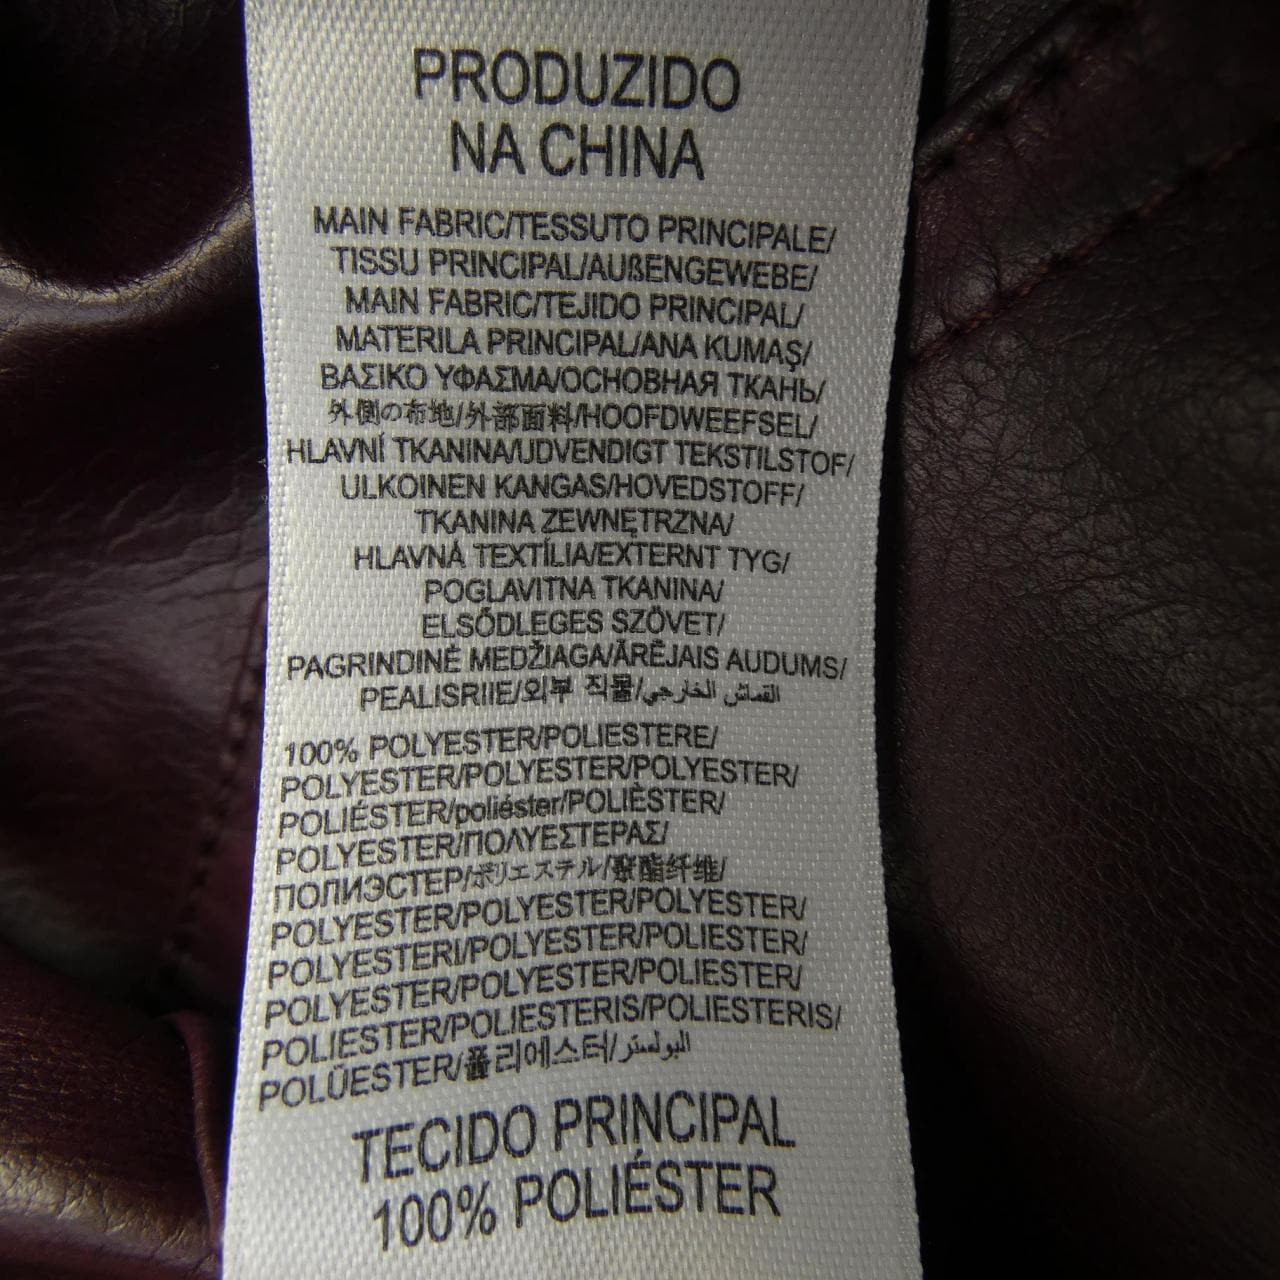 PRODUZIDO
NA CHINA
MAIN FABRIC/TESSUTO PRINCIPALE/
TISSU PRINCIPAL/AUßENGEWEBE/
MAIN FABRIC/TEJIDO PRINCIPAL/
MATERILA PRINCIPAL/ANA KUMAŞ/
ΒΑΣΙΚΟ ΥΦΑΣΜΑ/ОСНОВНАЯ ТКАНЬ/
外側の布地/外部面料/HOOFDWEEFSEL/
HLAVNÍ TKANINA/UDVENDIGT TEKSTILSTOF/
ULKOINEN KANGAS/HOVEDSTOFF/
TKANINA ZEWNĘTRZNA/
HLAVNÁ TEXTÍLIA/EXTERNT TYG/
POGLAVITNA TKANINA/
ELSŐDLEGES SZÖVET/
PAGRINDINĖ MEDŽIAGA/ĀRĒJAIS AUDUMS/
PEALISRIIE/외부 직물/القماش الخارجي
100% POLYESTER/POLIESTERE/
POLYESTER/POLYESTER/POLYESTER/
POLIÉSTER/poliéster/POLIÈSTER/
POLYESTER/ΠΟΛΥΕΣΤΕΡΑΣ/
ПОЛИЭСТЕР/ポリエステル/聚酯纤维/
POLYESTER/POLYESTER/POLYESTER/
POLYESTERI/POLYESTER/POLIESTER/
POLYESTER/POLYESTER/POLIESTER/
POLIESTER/POLIESTERIS/POLIESTERIS/
POLÜESTER/폴리에스터/البولستر
TECIDO PRINCIPAL
100% POLIÉSTER